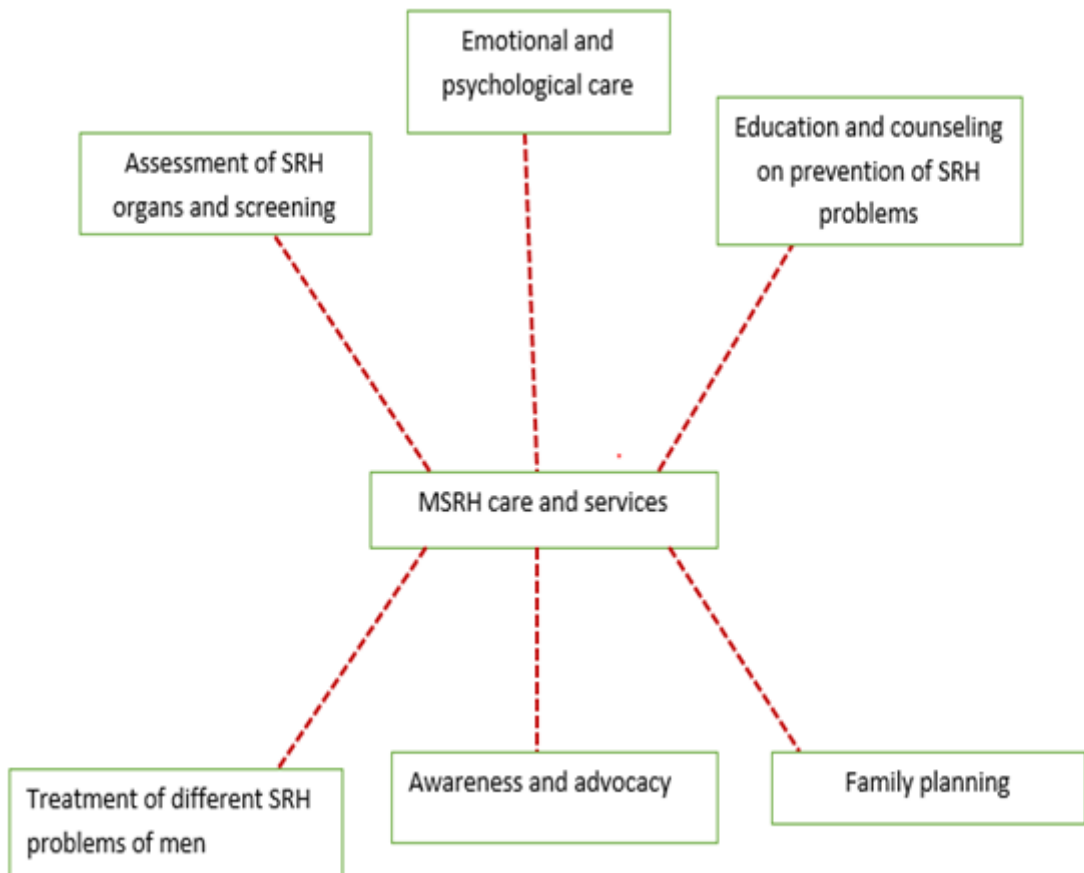 Emotional and
psychological care
Assessment of SRH
organs and screening
Education and counseling
on prevention of SRH
problems
MSRH care and services
Treatment of different SRH
problems of men
Awareness and advocacy
Family planning